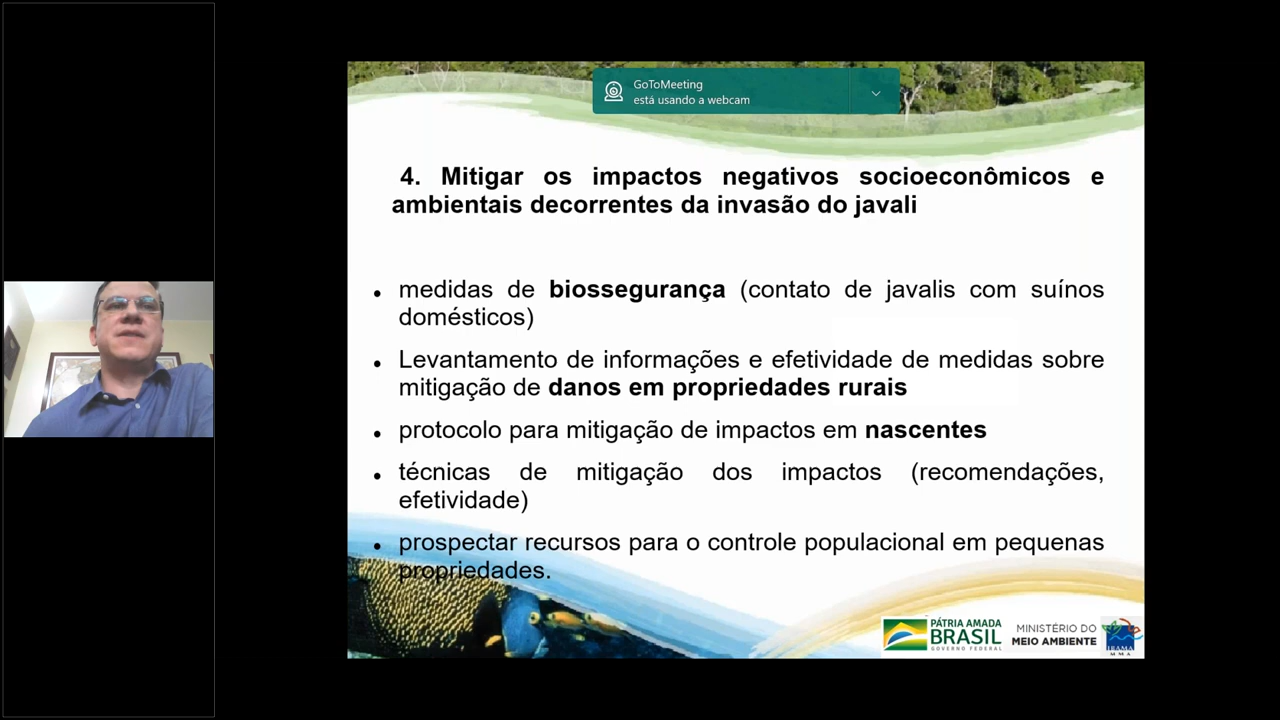 GoToMeeting
está usando a webcam
4. Mitigar os impactos negativos socioeconômicos e
ambientais decorrentes da invasão do javali
medidas de biossegurança (contato de javalis com suínos
domésticos)
Levantamento de informações e efetividade de medidas sobre
mitigação de danos em propriedades rurais
protocolo para mitigação de impactos em nascentes
técnicas de mitigação dos impactos (recomendações,
efetividade)
prospectar recursos para o controle populacional em pequenas
propriedades.
PÁTRIA AMADA
BRASIL
GOVERNO FEDERAL
MINISTÉRIO DO
MEIO AMBIENTE
IBAMA
M M A